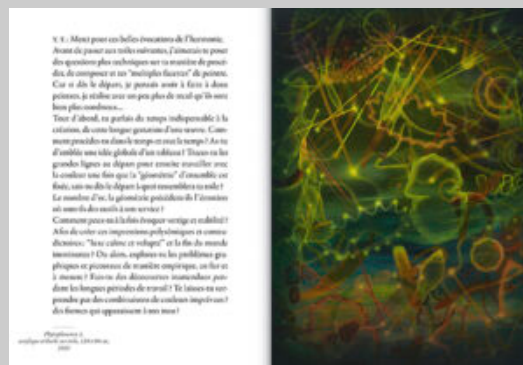 Y. Y. : Merci pour ces belles évocations de l'harmonie.
Avant de passer aux toiles suivantes, j'aimerais te poser
des questions plus techniques sur ta manière de procé-
der, de composer et tes "multiples facettes" de peintre.
Car si dès le départ, je pensais avoir à faire à deux
peintres, je réalise avec un peu plus de recul qu'ils sont
bien plus nombreux...
Tout d'abord, tu parlais du temps indispensable à la
création, de cette longue gestation d'une œuvre. Com-
ment procèdes-tu dans le temps et avec le temps ? As-tu
d'emblée une idée globale d'un tableau ? Traces-tu les
grandes lignes au départ pour ensuite travailler avec
la couleur une fois que la "géométrie" d'ensemble est
fixée, sais-tu dès le départ à quoi ressemblera ta toile ?
Le nombre d'or, la géométrie précèdent-ils l'émotion
où sont-ils des outils à son service ?
Comment peux-tu à la fois évoquer vertige et stabilité ?
Afin de créer ces impressions polysémiques et contra-
dictoires : "luxe calme et volupté" et la fin du monde
imminente ? Ou alors, explores-tu les problèmes gra-
phiques et picturaux de manière empirique, au fur et
à mesure ? Fais-tu des découvertes inattendues pen-
dant les longues périodes de travail ? Te laisses-tu sur-
prendre par des combinaisons de couleurs imprévues ?
des formes qui apparaissent à ton insu ?
acrylique et huile sur toile,